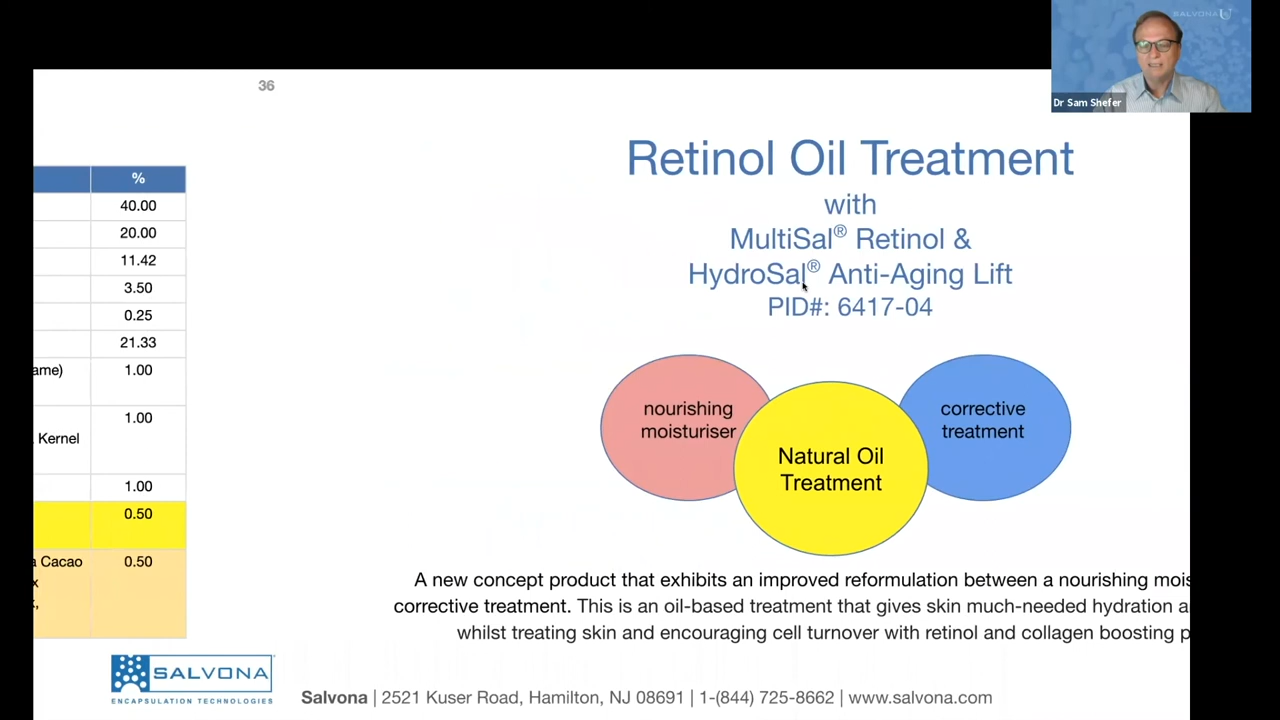 SALVONA U
Dr Sam Shefer
36
%
40.00
20.00
11.42
3.50
0.25
21.33
ame) 1.00
1.00
Kernel
1.00
0.50
a Cacao 0.50
x
Retinol Oil Treatment
with
MultiSal® Retinol &
HydroSal® Anti-Aging Lift
PID#: 6417-04
nourishing
moisturiser
Natural Oil
Treatment
corrective
treatment
A new concept product that exhibits an improved reformulation between a nourishing mois
corrective treatment. This is an oil-based treatment that gives skin much-needed hydration a
whilst treating skin and encouraging cell turnover with retinol and collagen boosting p
SALVONA
ENCAPSULATION TECHNOLOGIES
Salvona | 2521 Kuser Road, Hamilton, NJ 08691 | 1-(844) 725-8662 | www.salvona.com